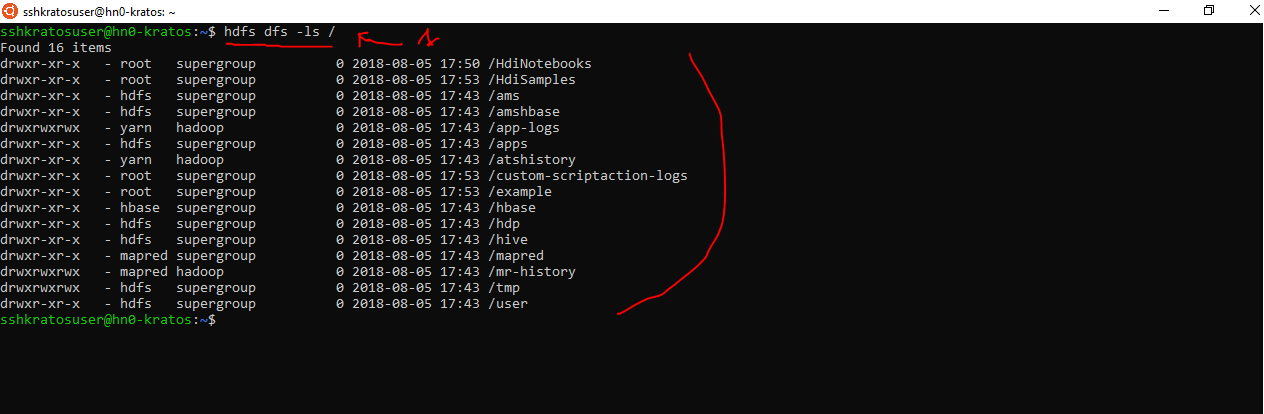 sshkratosuser@hn0-kratos: ~
sshkratosuser@hn0-kratos:~$ hdfs dfs -ls /
Found 16 items
drwxr-xr-x   - root   supergroup          0 2018-08-05 17:50 /HdiNotebooks
drwxr-xr-x   - root   supergroup          0 2018-08-05 17:53 /HdiSamples
drwxr-xr-x   - hdfs   supergroup          0 2018-08-05 17:43 /ams
drwxr-xr-x   - hdfs   supergroup          0 2018-08-05 17:43 /amshbase
drwxrwxrwx   - yarn   hadoop              0 2018-08-05 17:43 /app-logs
drwxr-xr-x   - hdfs   supergroup          0 2018-08-05 17:43 /apps
drwxr-xr-x   - yarn   hadoop              0 2018-08-05 17:43 /atshistory
drwxr-xr-x   - root   supergroup          0 2018-08-05 17:53 /custom-scriptaction-logs
drwxr-xr-x   - root   supergroup          0 2018-08-05 17:53 /example
drwxr-xr-x   - hbase  supergroup          0 2018-08-05 17:43 /hbase
drwxr-xr-x   - hdfs   supergroup          0 2018-08-05 17:43 /hdp
drwxr-xr-x   - hdfs   supergroup          0 2018-08-05 17:43 /hive
drwxr-xr-x   - mapred supergroup          0 2018-08-05 17:43 /mapred
drwxrwxrwx   - mapred hadoop              0 2018-08-05 17:43 /mr-history
drwxrwxrwx   - hdfs   supergroup          0 2018-08-05 17:43 /tmp
drwxr-xr-x   - hdfs   supergroup          0 2018-08-05 17:43 /user
sshkratosuser@hn0-kratos:~$